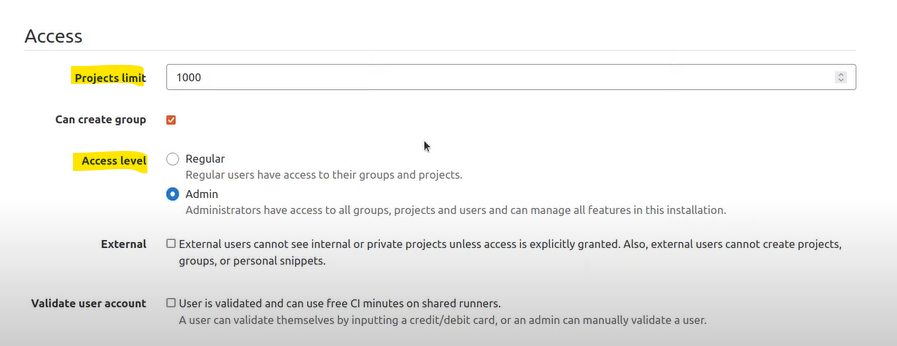 Access
Projects limit 1000
Can create group
Access level Regular
Regular users have access to their groups and projects.
Admin
Administrators have access to all groups, projects and users and can manage all features in this installation.
External External users cannot see internal or private projects unless access is explicitly granted. Also, external users cannot create projects,
groups, or personal snippets.
Validate user account User is validated and can use free CI minutes on shared runners.
A user can validate themselves by inputting a credit/debit card, or an admin can manually validate a user.